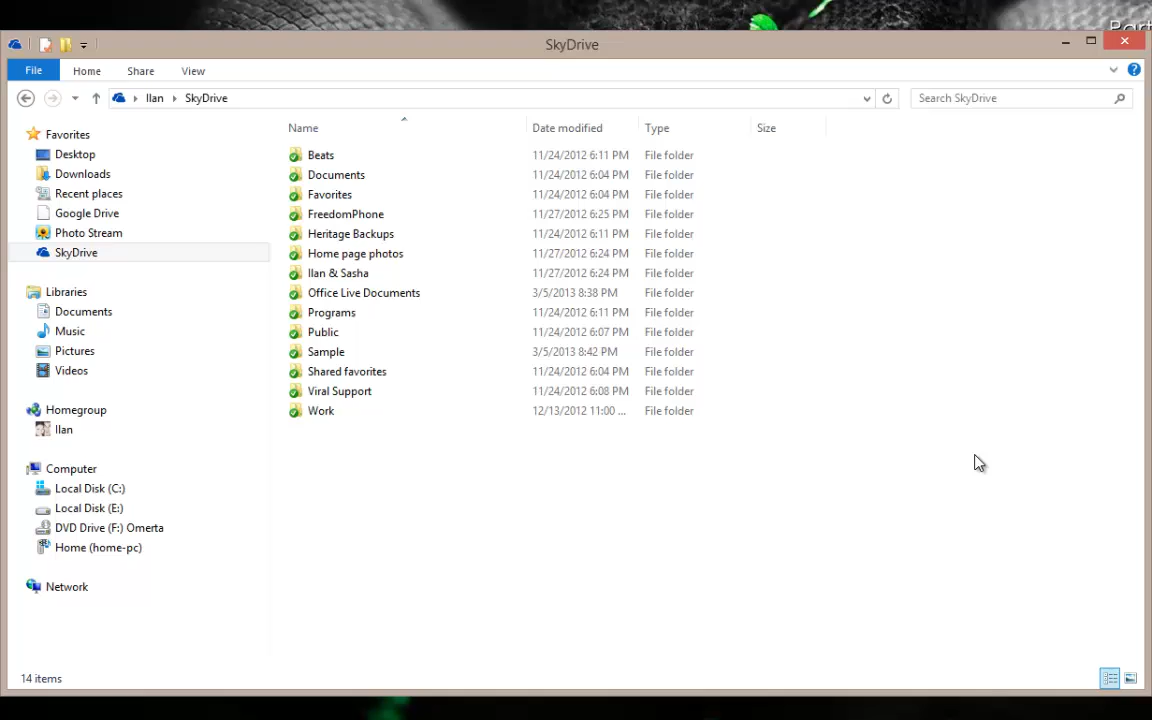 SkyDrive
File Home Share View
Ilan SkyDrive Search SkyDrive
Name Date modified Type Size
Favorites
Desktop
Downloads
Recent places
Google Drive
Photo Stream
SkyDrive
Libraries
Documents
Music
Pictures
Videos
Homegroup
Ilan
Computer
Local Disk (C:)
Local Disk (E:)
DVD Drive (F:) Omerta
Home (home-pc)
Network
Beats 11/24/2012 6:11 PM File folder
Documents 11/24/2012 6:04 PM File folder
Favorites 11/24/2012 6:04 PM File folder
FreedomPhone 11/27/2012 6:25 PM File folder
Heritage Backups 11/24/2012 6:11 PM File folder
Home page photos 11/27/2012 6:24 PM File folder
Ilan & Sasha 11/27/2012 6:24 PM File folder
Office Live Documents 3/5/2013 8:38 PM File folder
Programs 11/24/2012 6:11 PM File folder
Public 11/24/2012 6:07 PM File folder
Sample 3/5/2013 8:42 PM File folder
Shared favorites 11/24/2012 6:04 PM File folder
Viral Support 11/24/2012 6:08 PM File folder
Work 12/13/2012 11:00 ... File folder
14 items